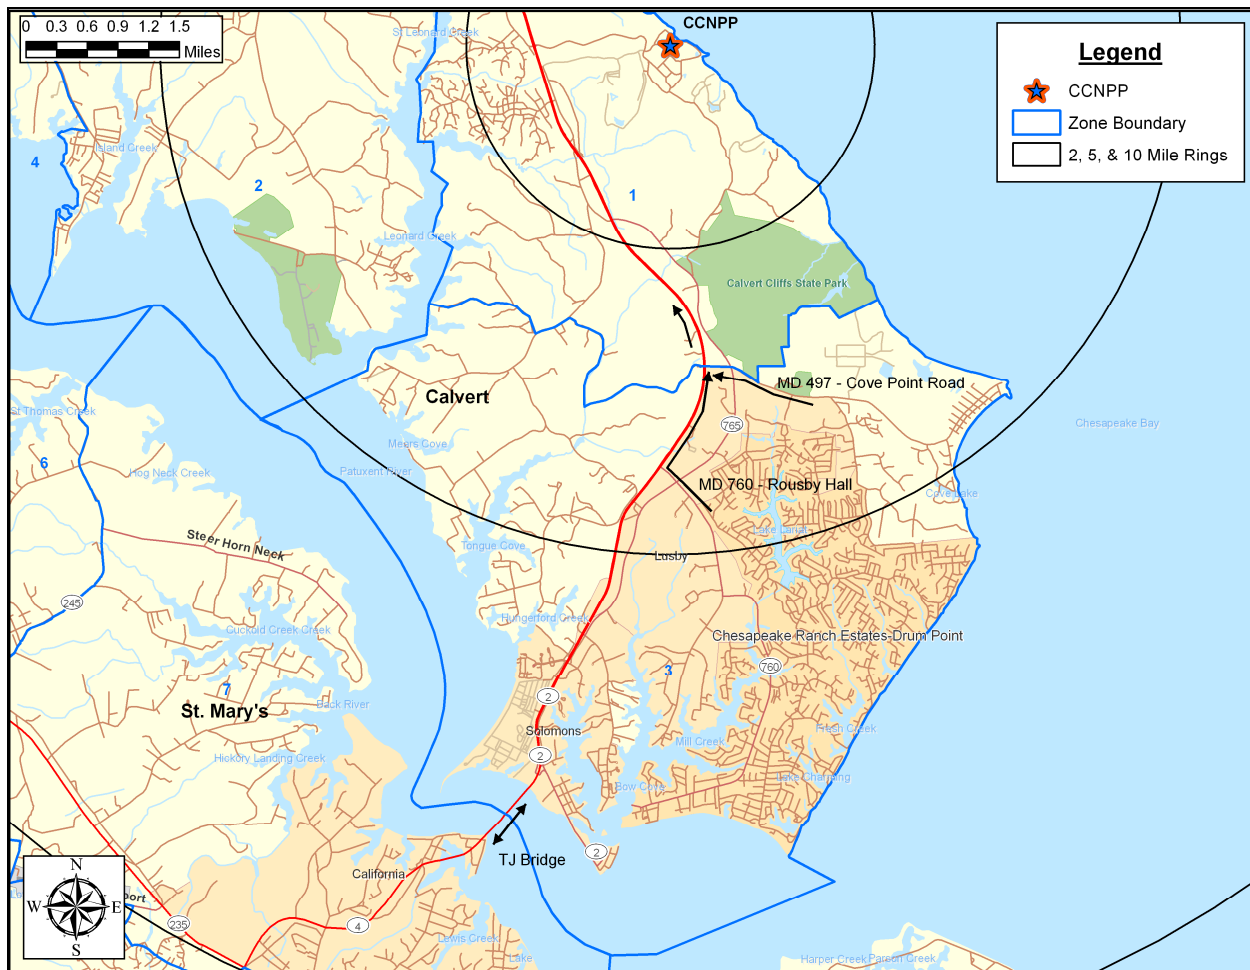 0 0.3 0.6 0.9 1.2 1.5
Miles
CCNPP
Legend
CCNPP
Zone Boundary
2, 5, & 10 Mile Rings
St Leonard Creek
Island Creek
4
2
1
Leonard Creek
Calvert Cliffs State Park
MD 497 - Cove Point Road
Calvert
St Thomas Creek
765
Chesapeake Bay
Mears Cove
6
Hog Neck Creek
Patuxent River
MD 760 - Rousby Hall
Cove Lake
Lake Lariat
Steer Horn Neck
Tongue Cove
Lusby
245
Hungerford Creek
Cuckold Creek Creek
Chesapeake Ranch Estates-Drum Point
3
760
7
2
St. Mary's
Back River
Solomons
Fresh Creek
Mill Creek
2
Hickory Landing Creek
Lake Charming
Bow Cove
TJ Bridge
2
California
N
W E
S
port
235
4
Lewis Creek
Lake
Harper Creek
Parson Creek